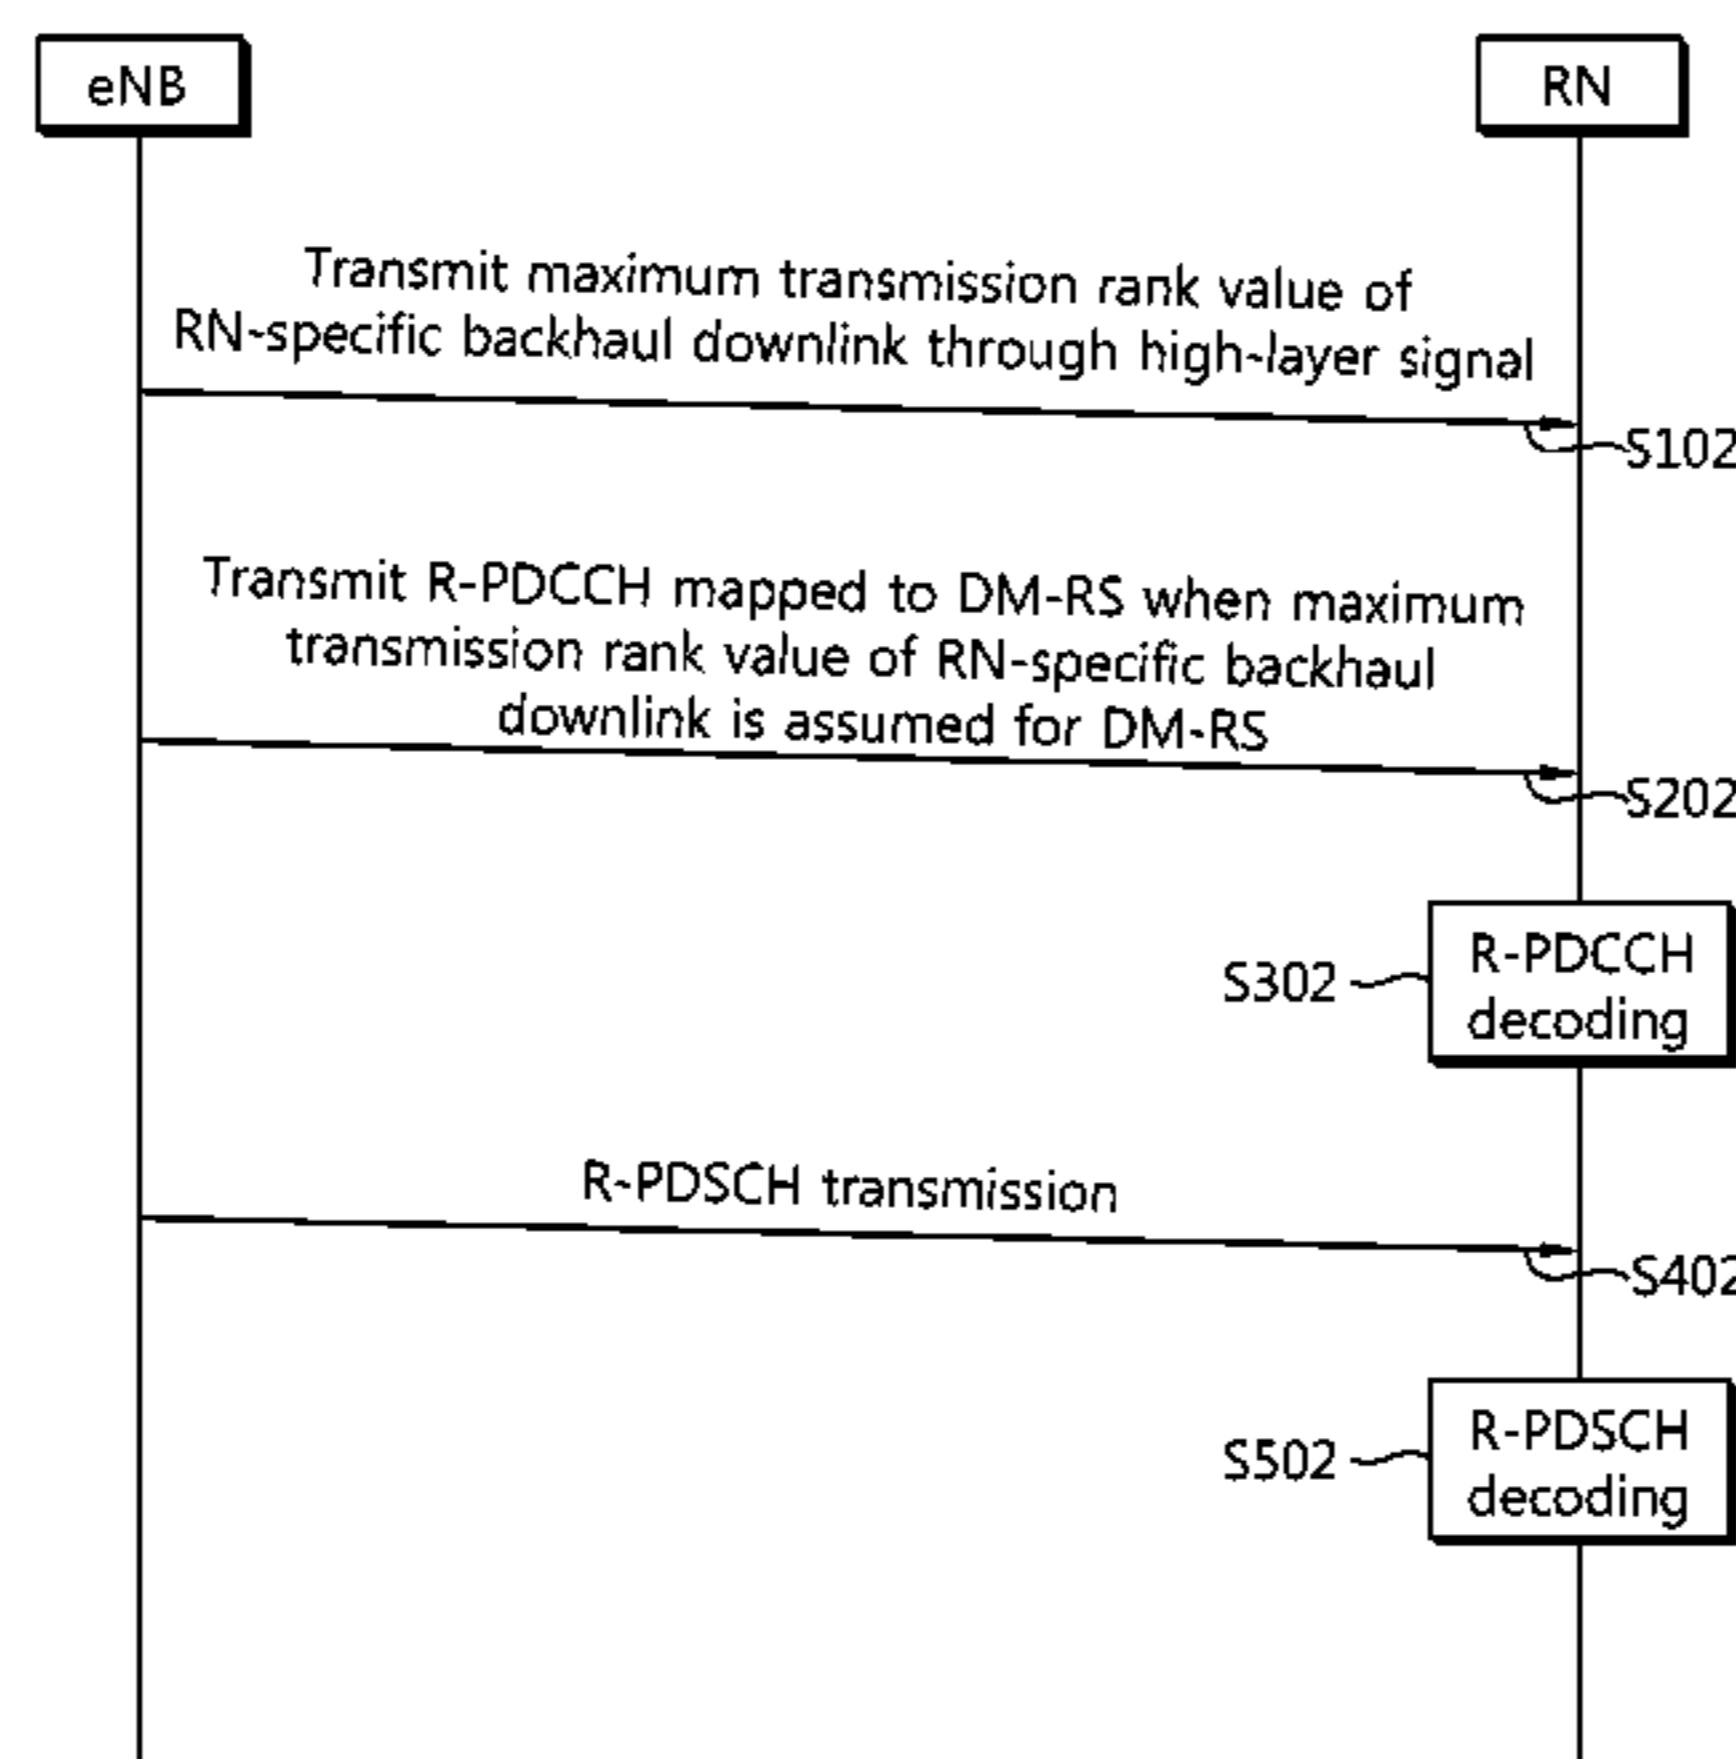 eNB
RN
Transmit maximum transmission rank value of
RN-specific backhaul downlink through high-layer signal
S102
Transmit R-PDCCH mapped to DM-RS when maximum
transmission rank value of RN-specific backhaul
downlink is assumed for DM-RS
S202
S302
R-PDCCH
decoding
R-PDSCH transmission
S402
S502
R-PDSCH
decoding